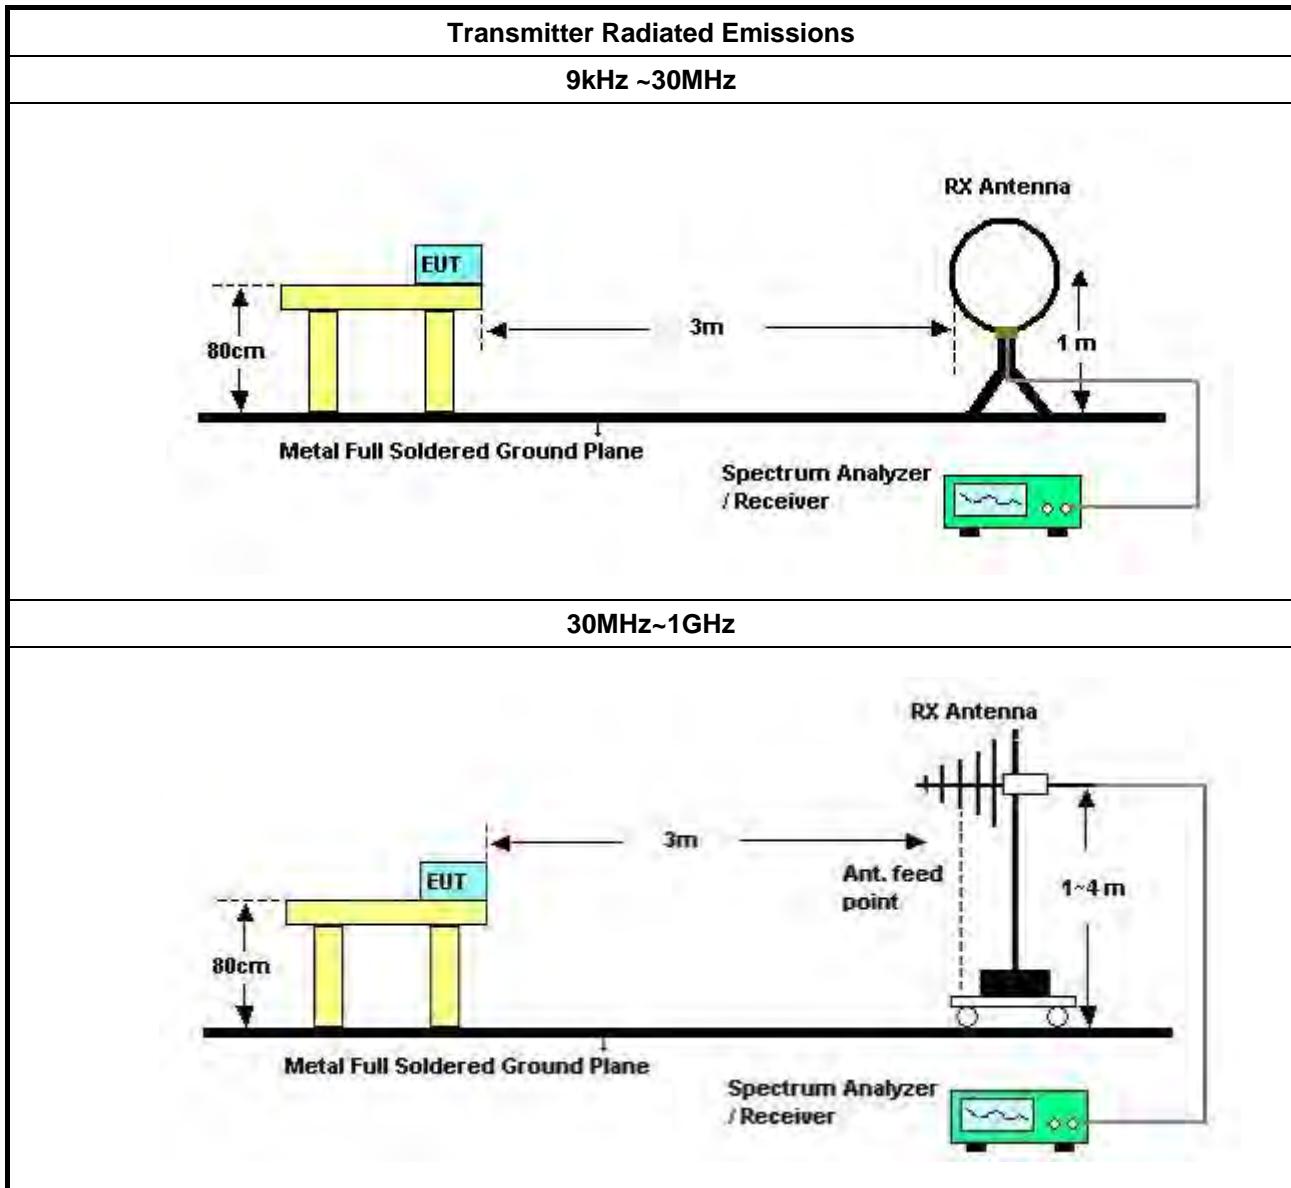 Transmitter Radiated Emissions
9kHz ~30MHz
RX Antenna
EUT
3m
80cm
1 m
Metal Full Soldered Ground Plane
Spectrum Analyzer
/ Receiver
30MHz~1GHz
RX Antenna
3m
EUT
Ant. feed
point
1~4 m
80cm
Metal Full Soldered Ground Plane
Spectrum Analyzer
/ Receiver